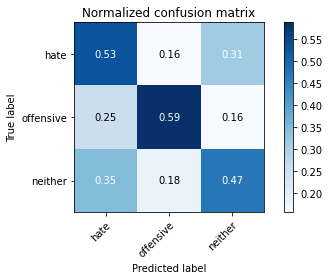 Normalized confusion matrix
True label
hate
0.53 0.16 0.31
offensive
0.25 0.59 0.16
neither
0.35 0.18 0.47
hate offensive neither
Predicted label
0.55
0.50
0.45
0.40
0.35
0.30
0.25
0.20